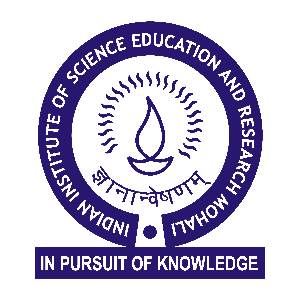 INDIAN INSTITUTE OF SCIENCE EDUCATION AND RESEARCH MOHALI
ज्ञानान्वेषणम्
IN PURSUIT OF KNOWLEDGE